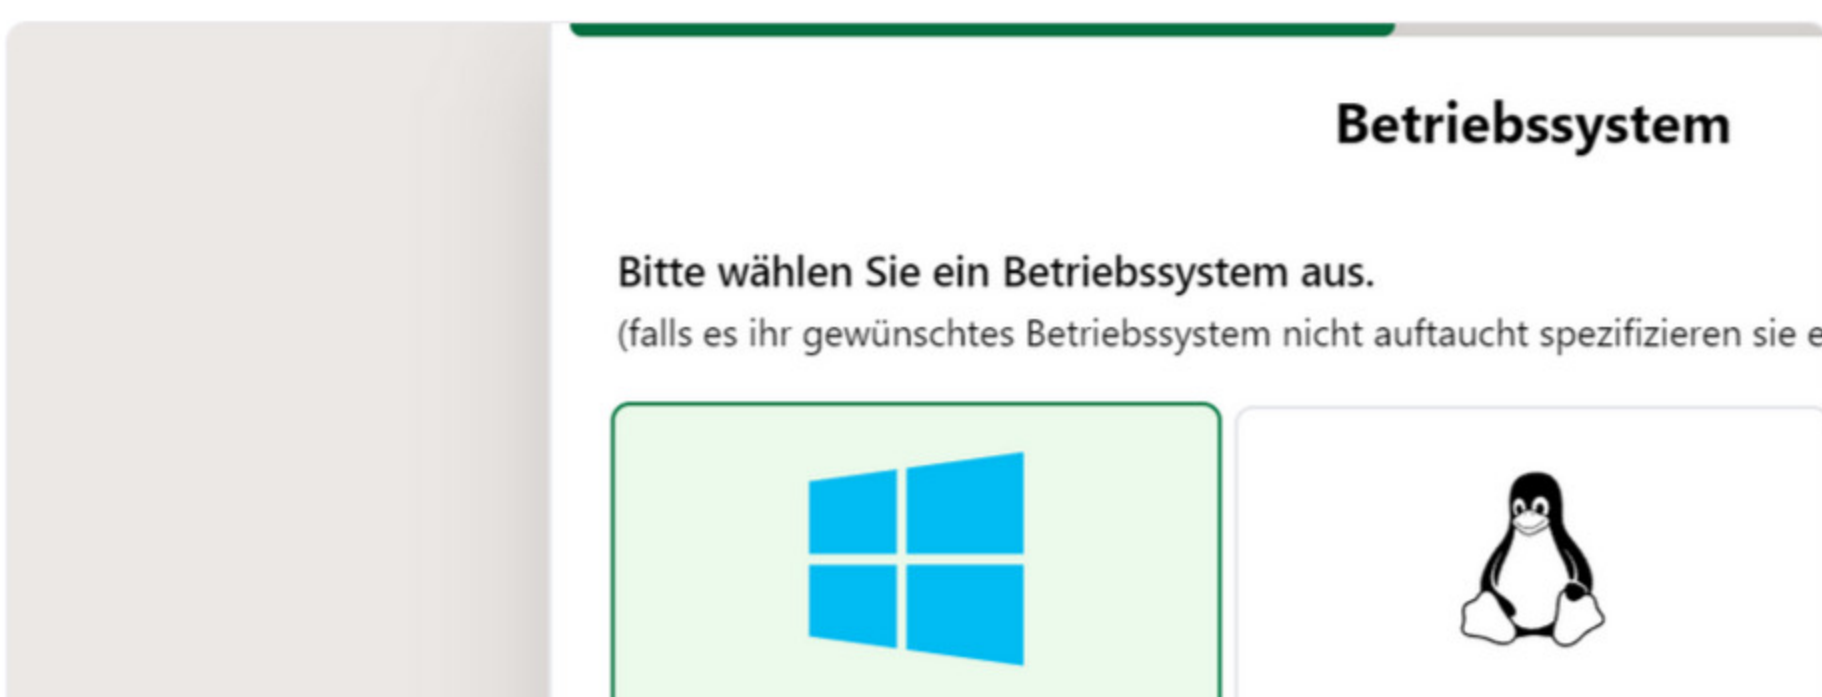 Betriebssystem
Bitte wählen Sie ein Betriebssystem aus.
(falls es ihr gewünschtes Betriebssystem nicht auftaucht spezifizieren sie